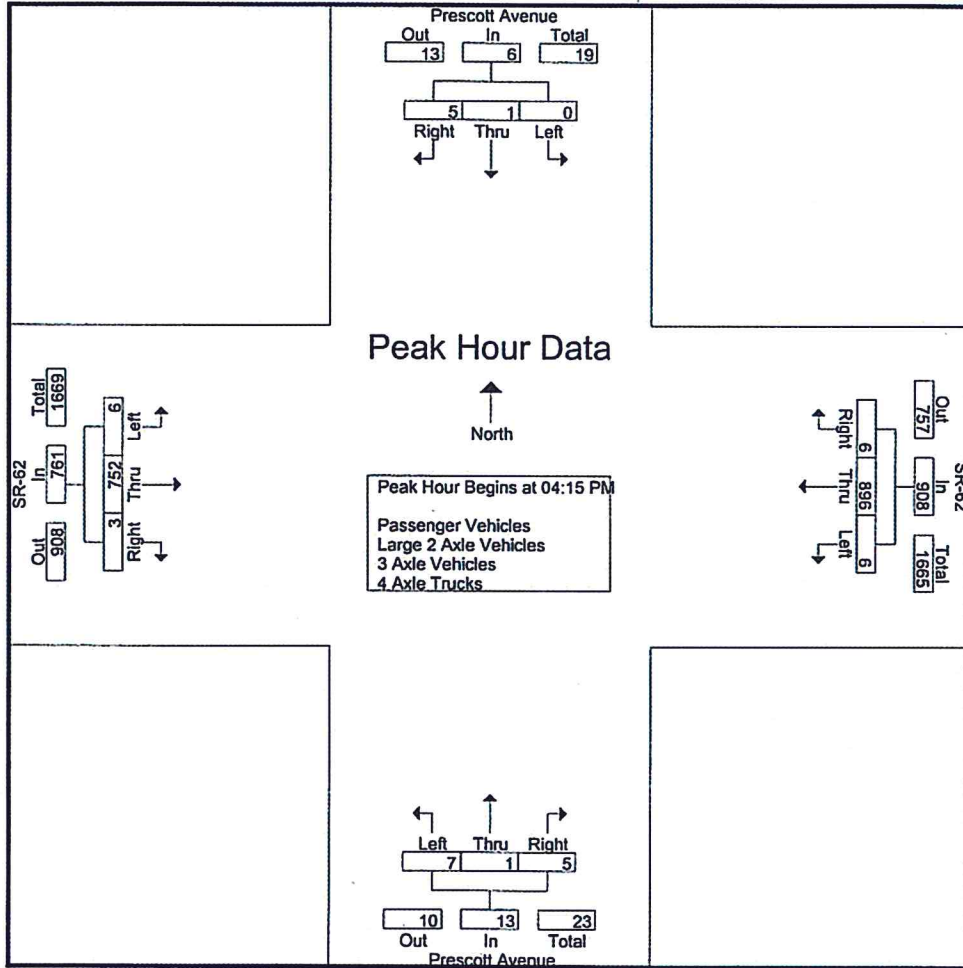 Prescott Avenue
Out In Total
13 6 19
5 1 0
Right Thru Left
Peak Hour Data
North
Peak Hour Begins at 04:15 PM
Passenger Vehicles
Large 2 Axle Vehicles
3 Axle Vehicles
4 Axle Trucks
SR-62
Out In Total
908 761 1669
3 752 6
Right Thru Left
SR-62
Out In Total
757 908 1665
6 896 6
Right Thru Left
Left Thru Right
7 1 5
10 13 23
Out In Total
Prescott Avenue